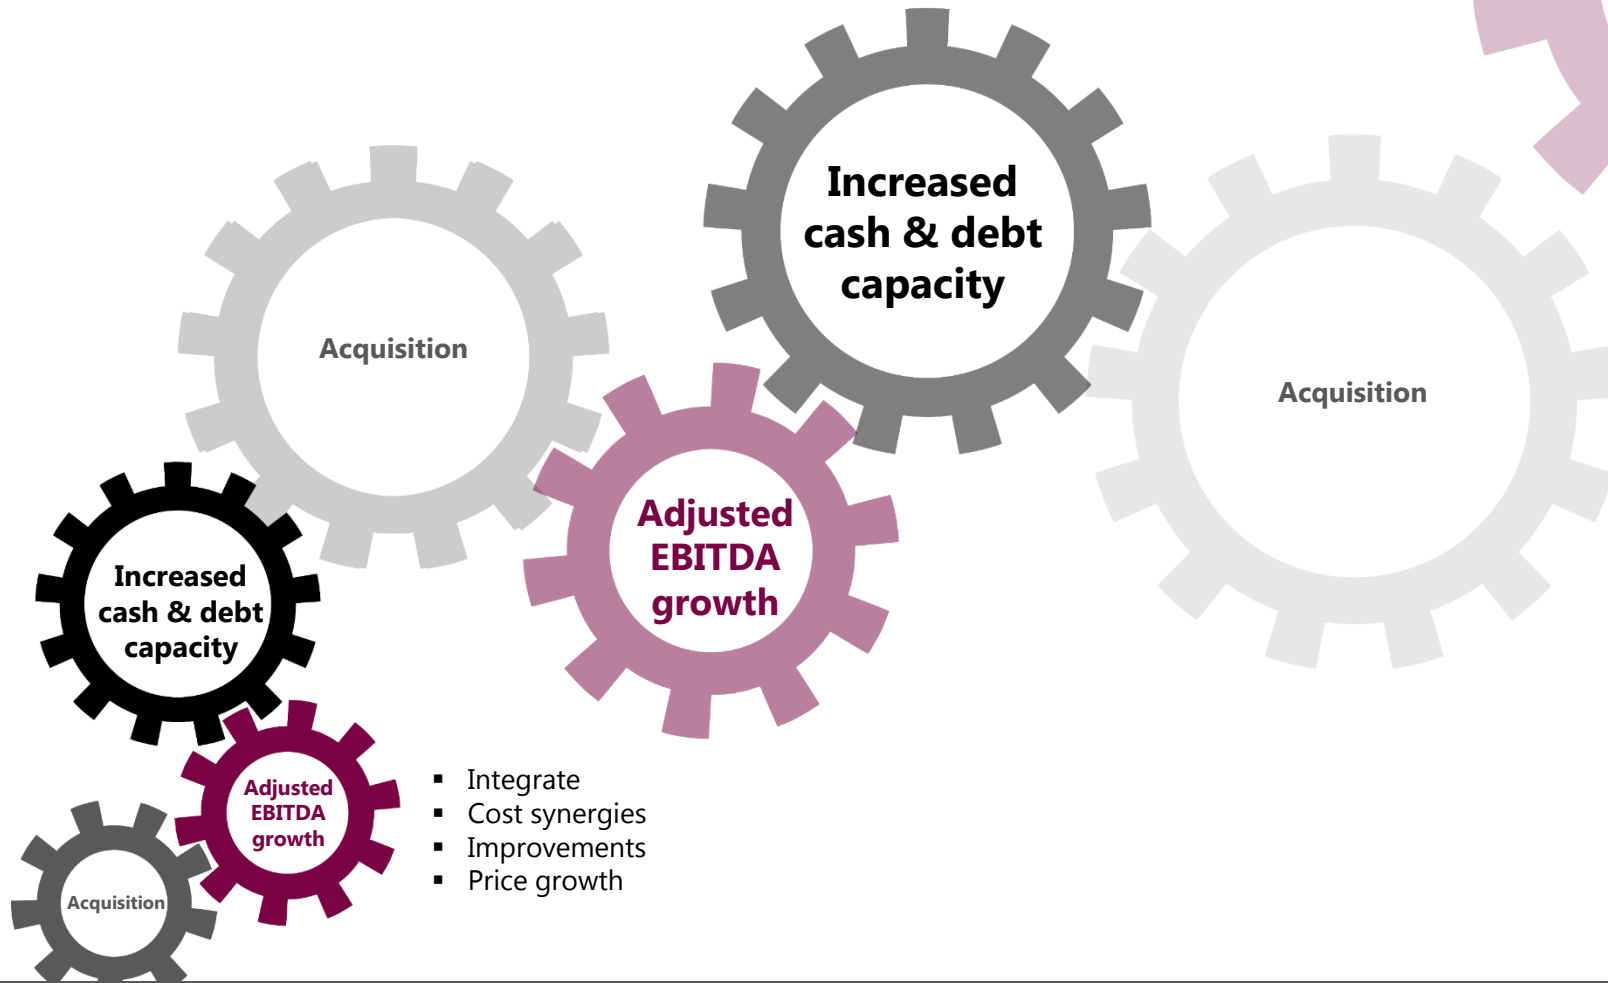 Increased
cash & debt
capacity
Acquisition
Acquisition
Adjusted
EBITDA
growth
Increased
cash & debt
capacity
Adjusted
EBITDA
growth
▪ Integrate
▪ Cost synergies
▪ Improvements
▪ Price growth
Acquisition